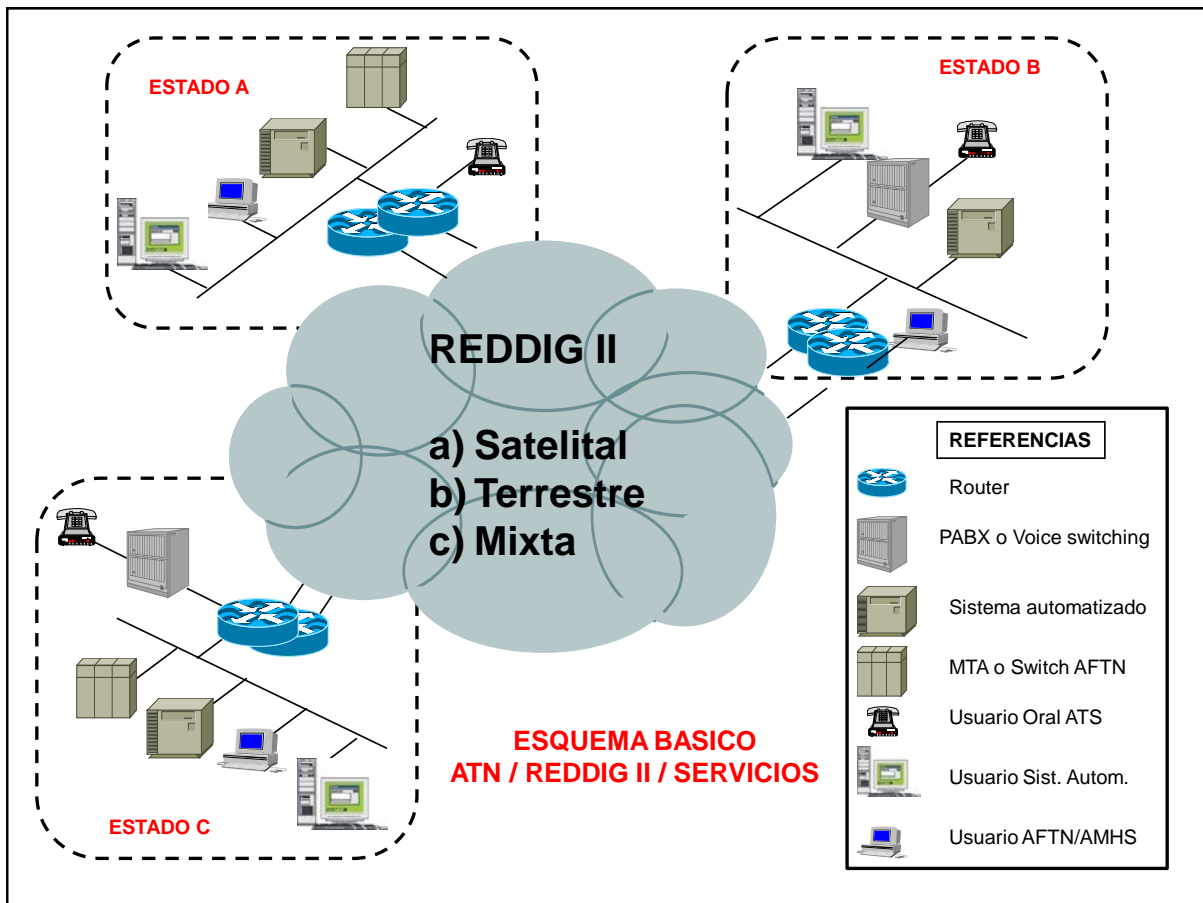 ESTADO A
ESTADO B
REDDIG II
a) Satelital
b) Terrestre
c) Mixta
ESTADO C
ESQUEMA BASICO
ATN / REDDIG II / SERVICIOS
REFERENCIAS
Router
PABX o Voice switching
Sistema automatizado
MTA o Switch AFTN
Usuario Oral ATS
Usuario Sist. Autom.
Usuario AFTN/AMHS